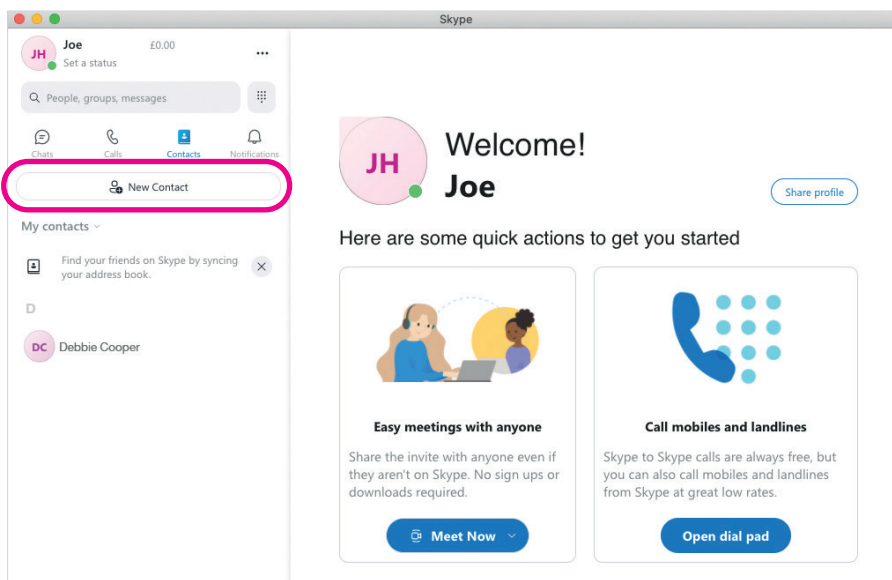 Skype
JH
Joe
£0.00
Set a status
People, groups, messages
Chats
Calls
Contacts
Notifications
New Contact
My contacts
Find your friends on Skype by syncing
your address book.
D
DC
Debbie Cooper
JH
Welcome!
Joe
Share profile
Here are some quick actions to get you started
Easy meetings with anyone
Share the invite with anyone even if
they aren't on Skype. No sign ups or
downloads required.
Meet Now
Call mobiles and landlines
Skype to Skype calls are always free, but
you can also call mobiles and landlines
from Skype at great low rates.
Open dial pad